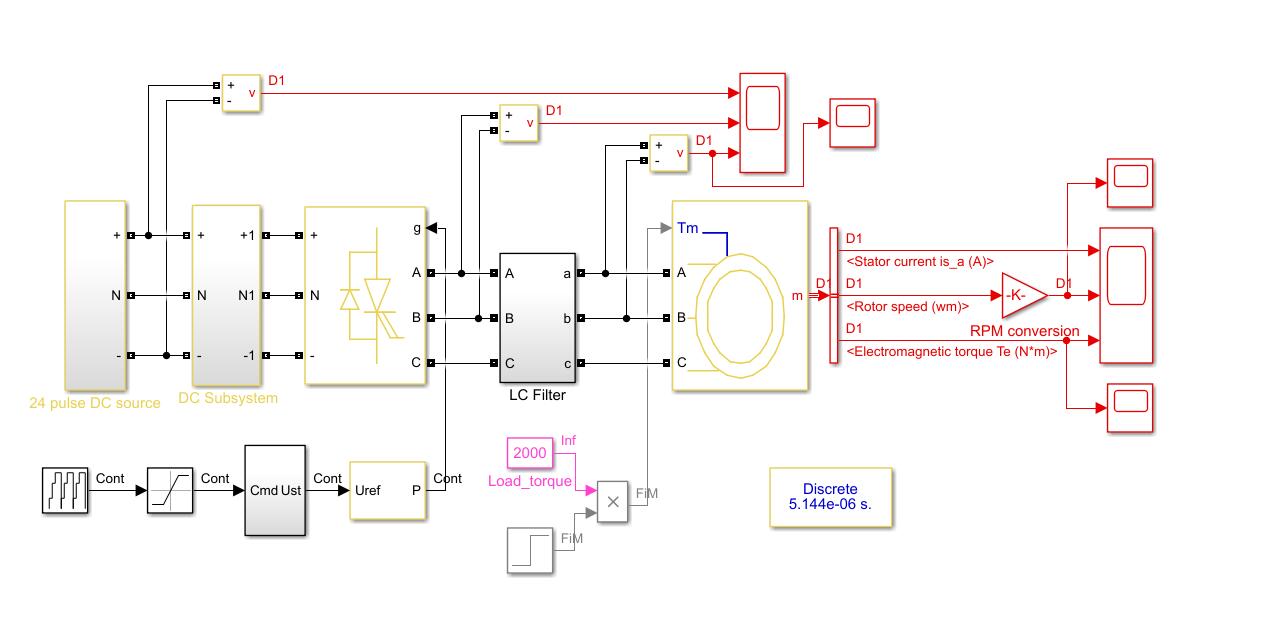 D1
+
-
v
D1
+
-
v
D1
+
-
v
+
N
-
24 pulse DC source
+
N
-
+1
N1
-1
DC Subsystem
+
N
-
g
A
B
C
A
B
C
a
b
c
LC Filter
Tm
A
B
C
m
D1
D1
<Stator current is_a (A)>
D1
<Rotor speed (wm)>
D1
<Electromagnetic torque Te (N*m)>
-K-
D1
RPM conversion
Cont
Cont
Cmd Ust
Cont
Uref P
Cont
2000
Inf
Load_torque
×
FiM
FiM
Discrete
5.144e-06 s.